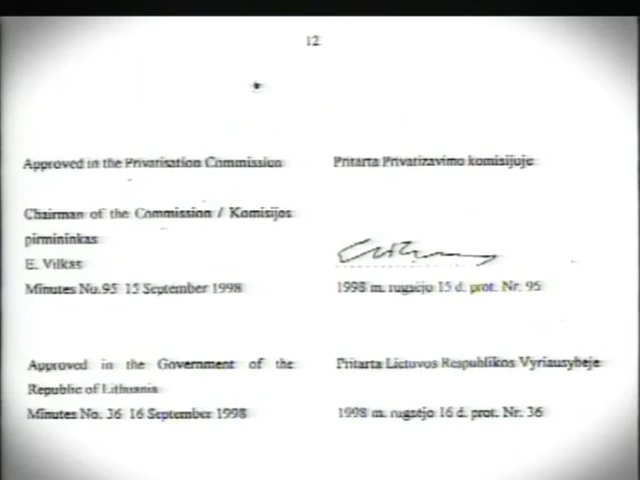 12
Approved in the Privatisation Commission
Pritarta Privatizavimo komisijoje
Chairman of the Commission / Komisijos
pirmininkas
E. Vilkas
Minutes No.95 15 September 1998
1998 m. rugsėjo 15 d. prot. Nr. 95
Approved in the Government of the
Republic of Lithuania
Pritarta Lietuvos Respublikos Vyriausybėje
Minutes No. 36 16 September 1998
1998 m. rugsėjo 16 d. prot. Nr. 36